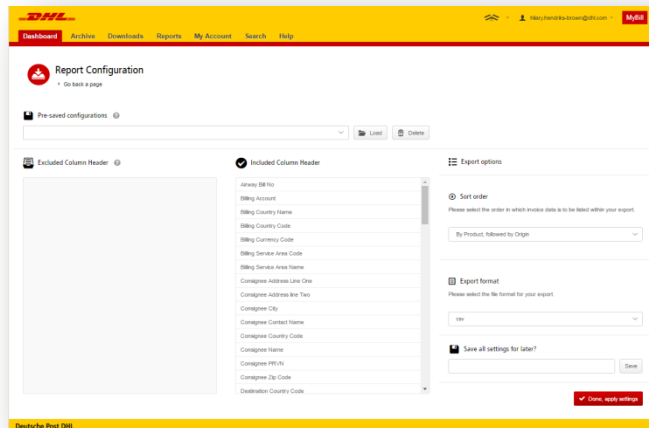 DHL
hilary.hendriks-brown@dhl.com
MyBill
Dashboard Archive Downloads Reports My Account Search Help
Report Configuration
Go back a page
Pre-saved configurations
Load
Delete
Excluded Column Header
Included Column Header
Airway Bill No
Billing Account
Billing Country Name
Billing Country Code
Billing Currency Code
Billing Service Area Code
Billing Service Area Name
Consignee Address Line One
Consignee Address line Two
Consignee City
Consignee Contact Name
Consignee Country Code
Consignee Name
Consignee Zip Code
Destination Country Code
Export options
Sort order
Please select the order in which invoice data is to be listed within your export.
By Product, followed by Origin
Export format
Please select the file format for your export.
Save all settings for later?
Save
Done, apply settings
Deutsche Post DHL